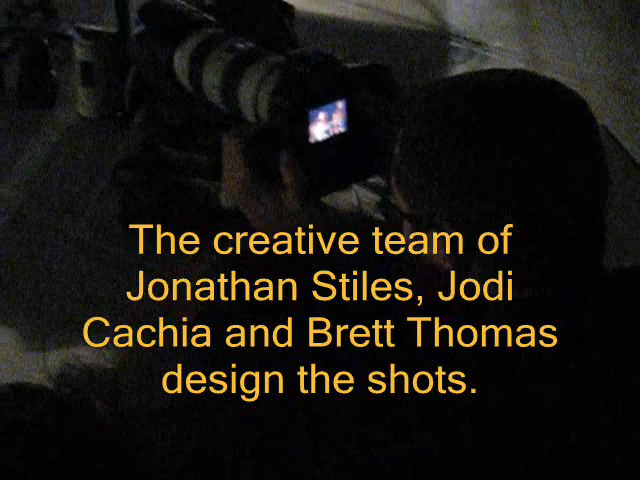 The creative team of
Jonathan Stiles, Jodi
Cachia and Brett Thomas
design the shots.